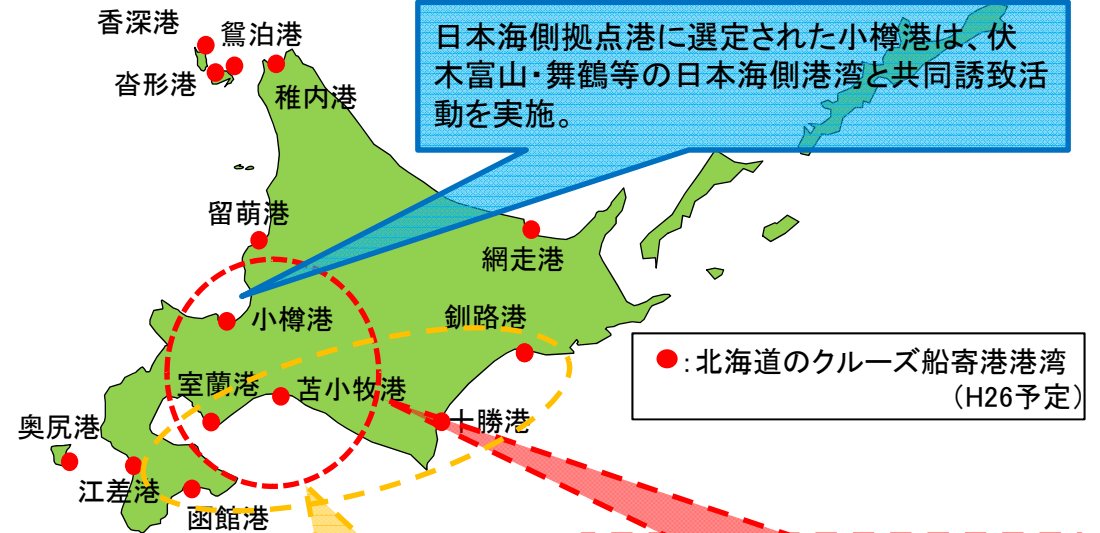 香深港
鴛泊港
沓形港
稚内港
日本海側拠点港に選定された小樽港は、伏
木富山・舞鶴等の日本海側港湾と共同誘致活
動を実施。
留萌港
網走港
小樽港
釧路港
●:北海道のクルーズ船寄港港湾
(H26予定)
室蘭港
苫小牧港
十勝港
奥尻港
江差港
函館港